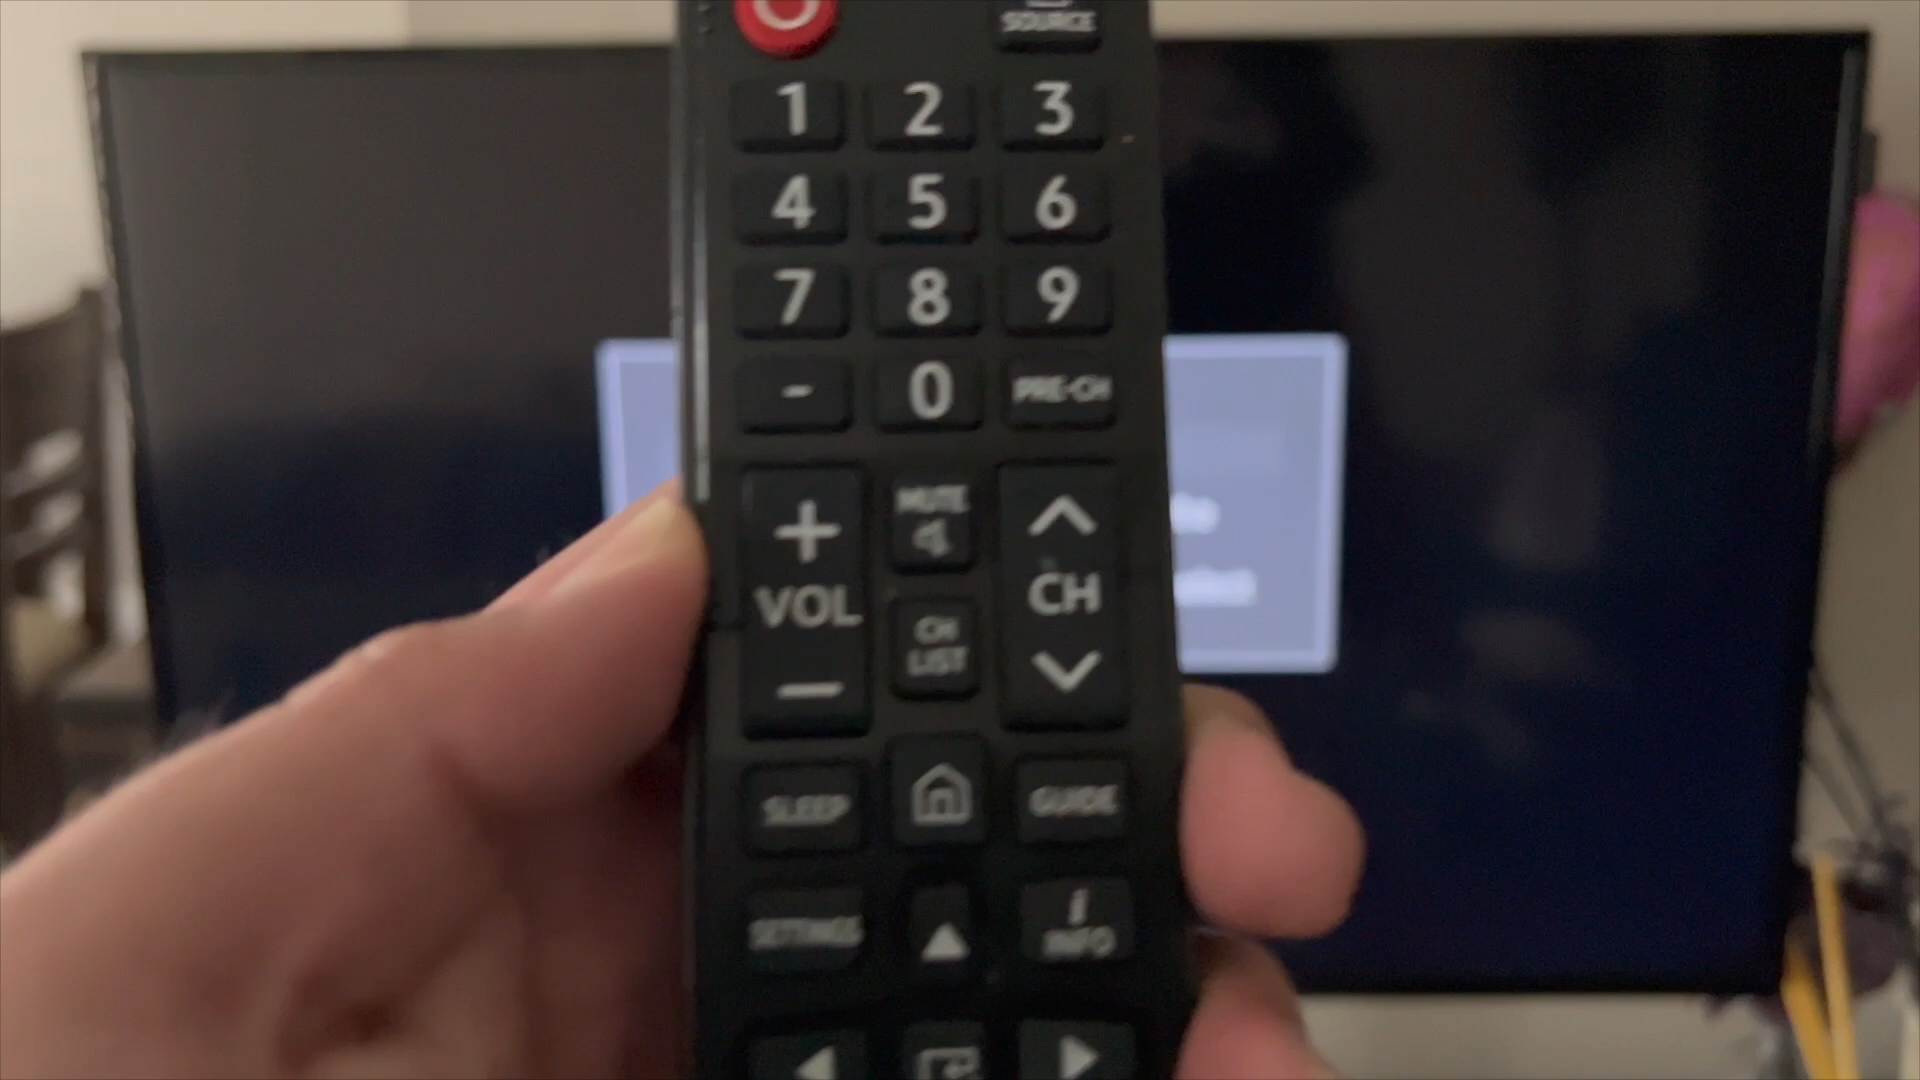 SOURCE
1 2 3
4 5 6
7 8 9
- 0 PRE-CH
+ MUTE
VOL CH
CH
LIST
-
SLEEP GUIDE
SETTINGS i
INFO